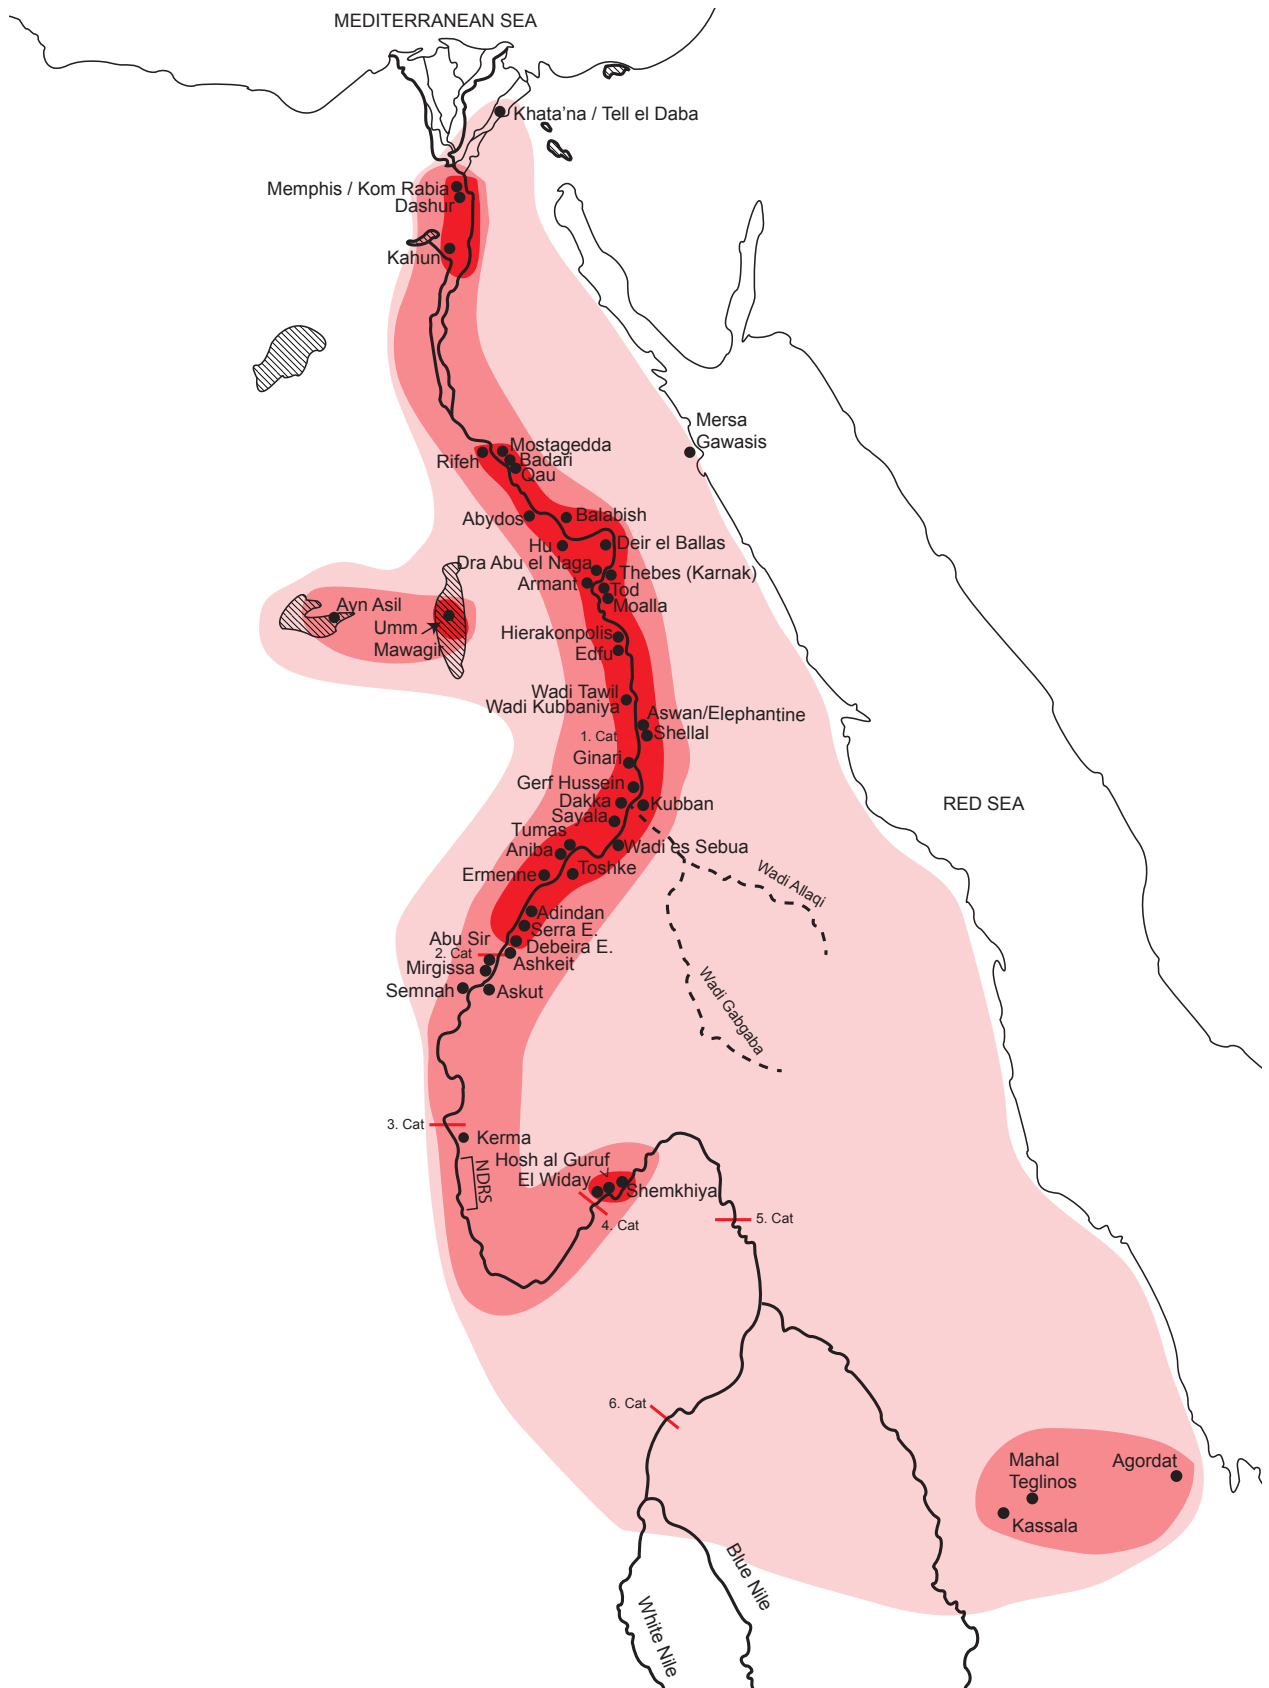 MEDITERRANEAN SEA
Khata'na / Tell el Daba
Memphis / Kom Rabia
Dashur
Kahun
Mersa
Gawasis
Mostagedda
Rifeh
Badari
Qau
Abydos
Balabish
Hu
Deir el Ballas
Dra Abu el Naga
Thebes (Karnak)
Armant
Tod
Moalla
Ayn Asil
Umm
Mawagir
Hierakonpolis
Edfu
Wadi Tawil
Wadi Kubbaniya
Aswan/Elephantine
1. Cat
Shellal
Ginari
Gerf Hussein
Dakka
Kubban
RED SEA
Sayala
Tumas
Aniba
Wadi es Sebua
Ermenne
Toshke
Wadi Allaqi
Adindan
Serra E.
Abu Sir
Debeira E.
2. Cat
Ashkeit
Mirgissa
Semnah
Askut
Wadi Gabgaba
3. Cat
Kerma
NDRS
Hosh al Guruf
El Widay
Shemkhiya
4. Cat
5. Cat
6. Cat
Mahal
Teglinos
Agordat
Kassala
Blue Nile
White Nile